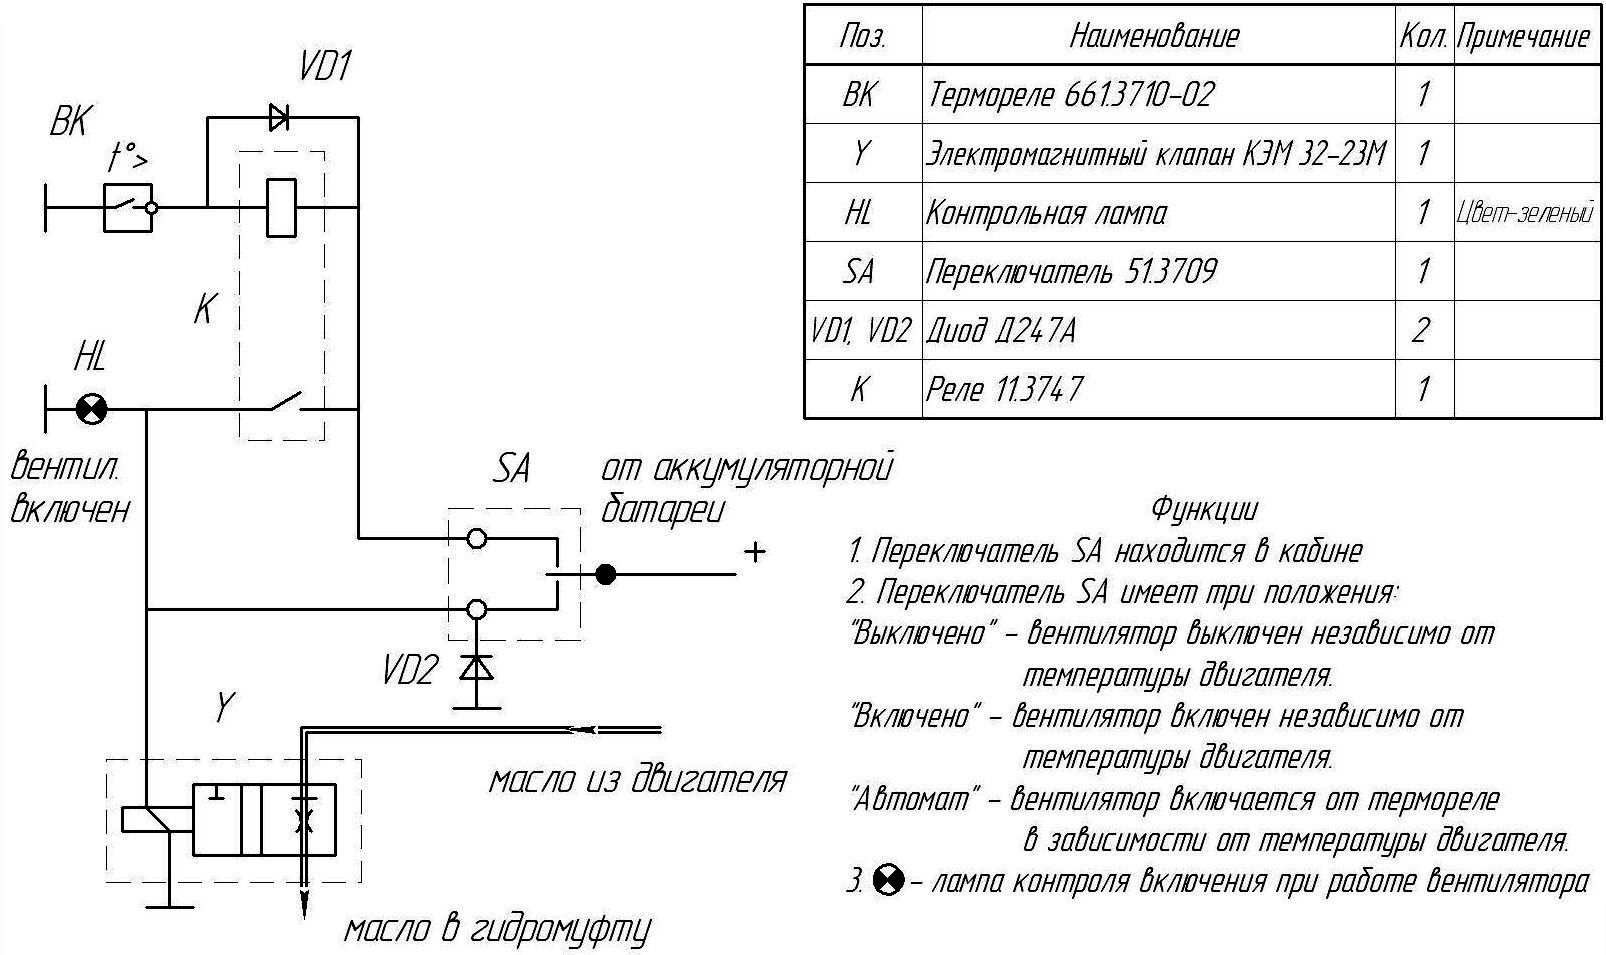 VD1
BK
t°>
K
HL
вентил.
включен
SA
от аккумуляторной
батареи
+
VD2
Y
масло из двигателя
масло в гидромуфту
Поз. Наименование Кол. Примечание
BK Термореле 661.3710-02 1
Y Электромагнитный клапан КЭМ 32-23М 1
HL Контрольная лампа 1 Цвет-зеленый
SA Переключатель 51.3709 1
VD1, VD2 Диод Д247А 2
K Реле 11.3747 1
Функции
1. Переключатель SA находится в кабине
2. Переключатель SA имеет три положения:
"Выключено" - вентилятор выключен независимо от
температуры двигателя.
"Включено" - вентилятор включен независимо от
температуры двигателя.
"Автомат" - вентилятор включается от термореле
в зависимости от температуры двигателя.
3. - лампа контроля включения при работе вентилятора